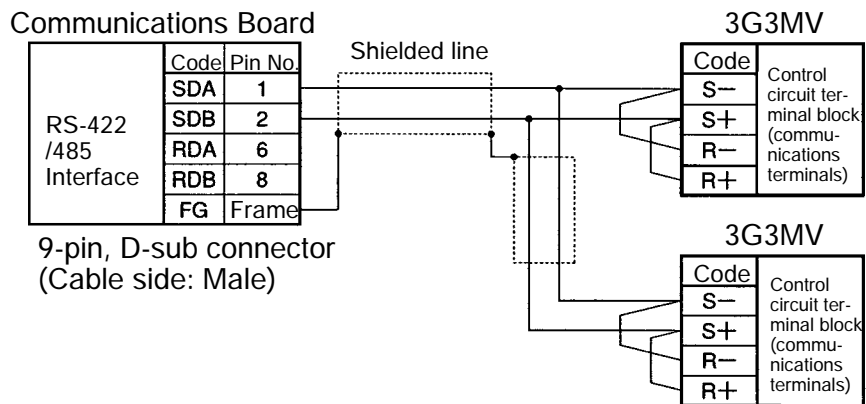 Communications Board
Code Pin No.
SDA 1
SDB 2
RDA 6
RDB 8
FG Frame
RS-422
/485
Interface
9-pin, D-sub connector
(Cable side: Male)
Shielded line
3G3MV
Code
S−
S+
R−
R+
Control
circuit ter-
minal block
(commu-
nications
terminals)
3G3MV
Code
S−
S+
R−
R+
Control
circuit ter-
minal block
(commu-
nications
terminals)